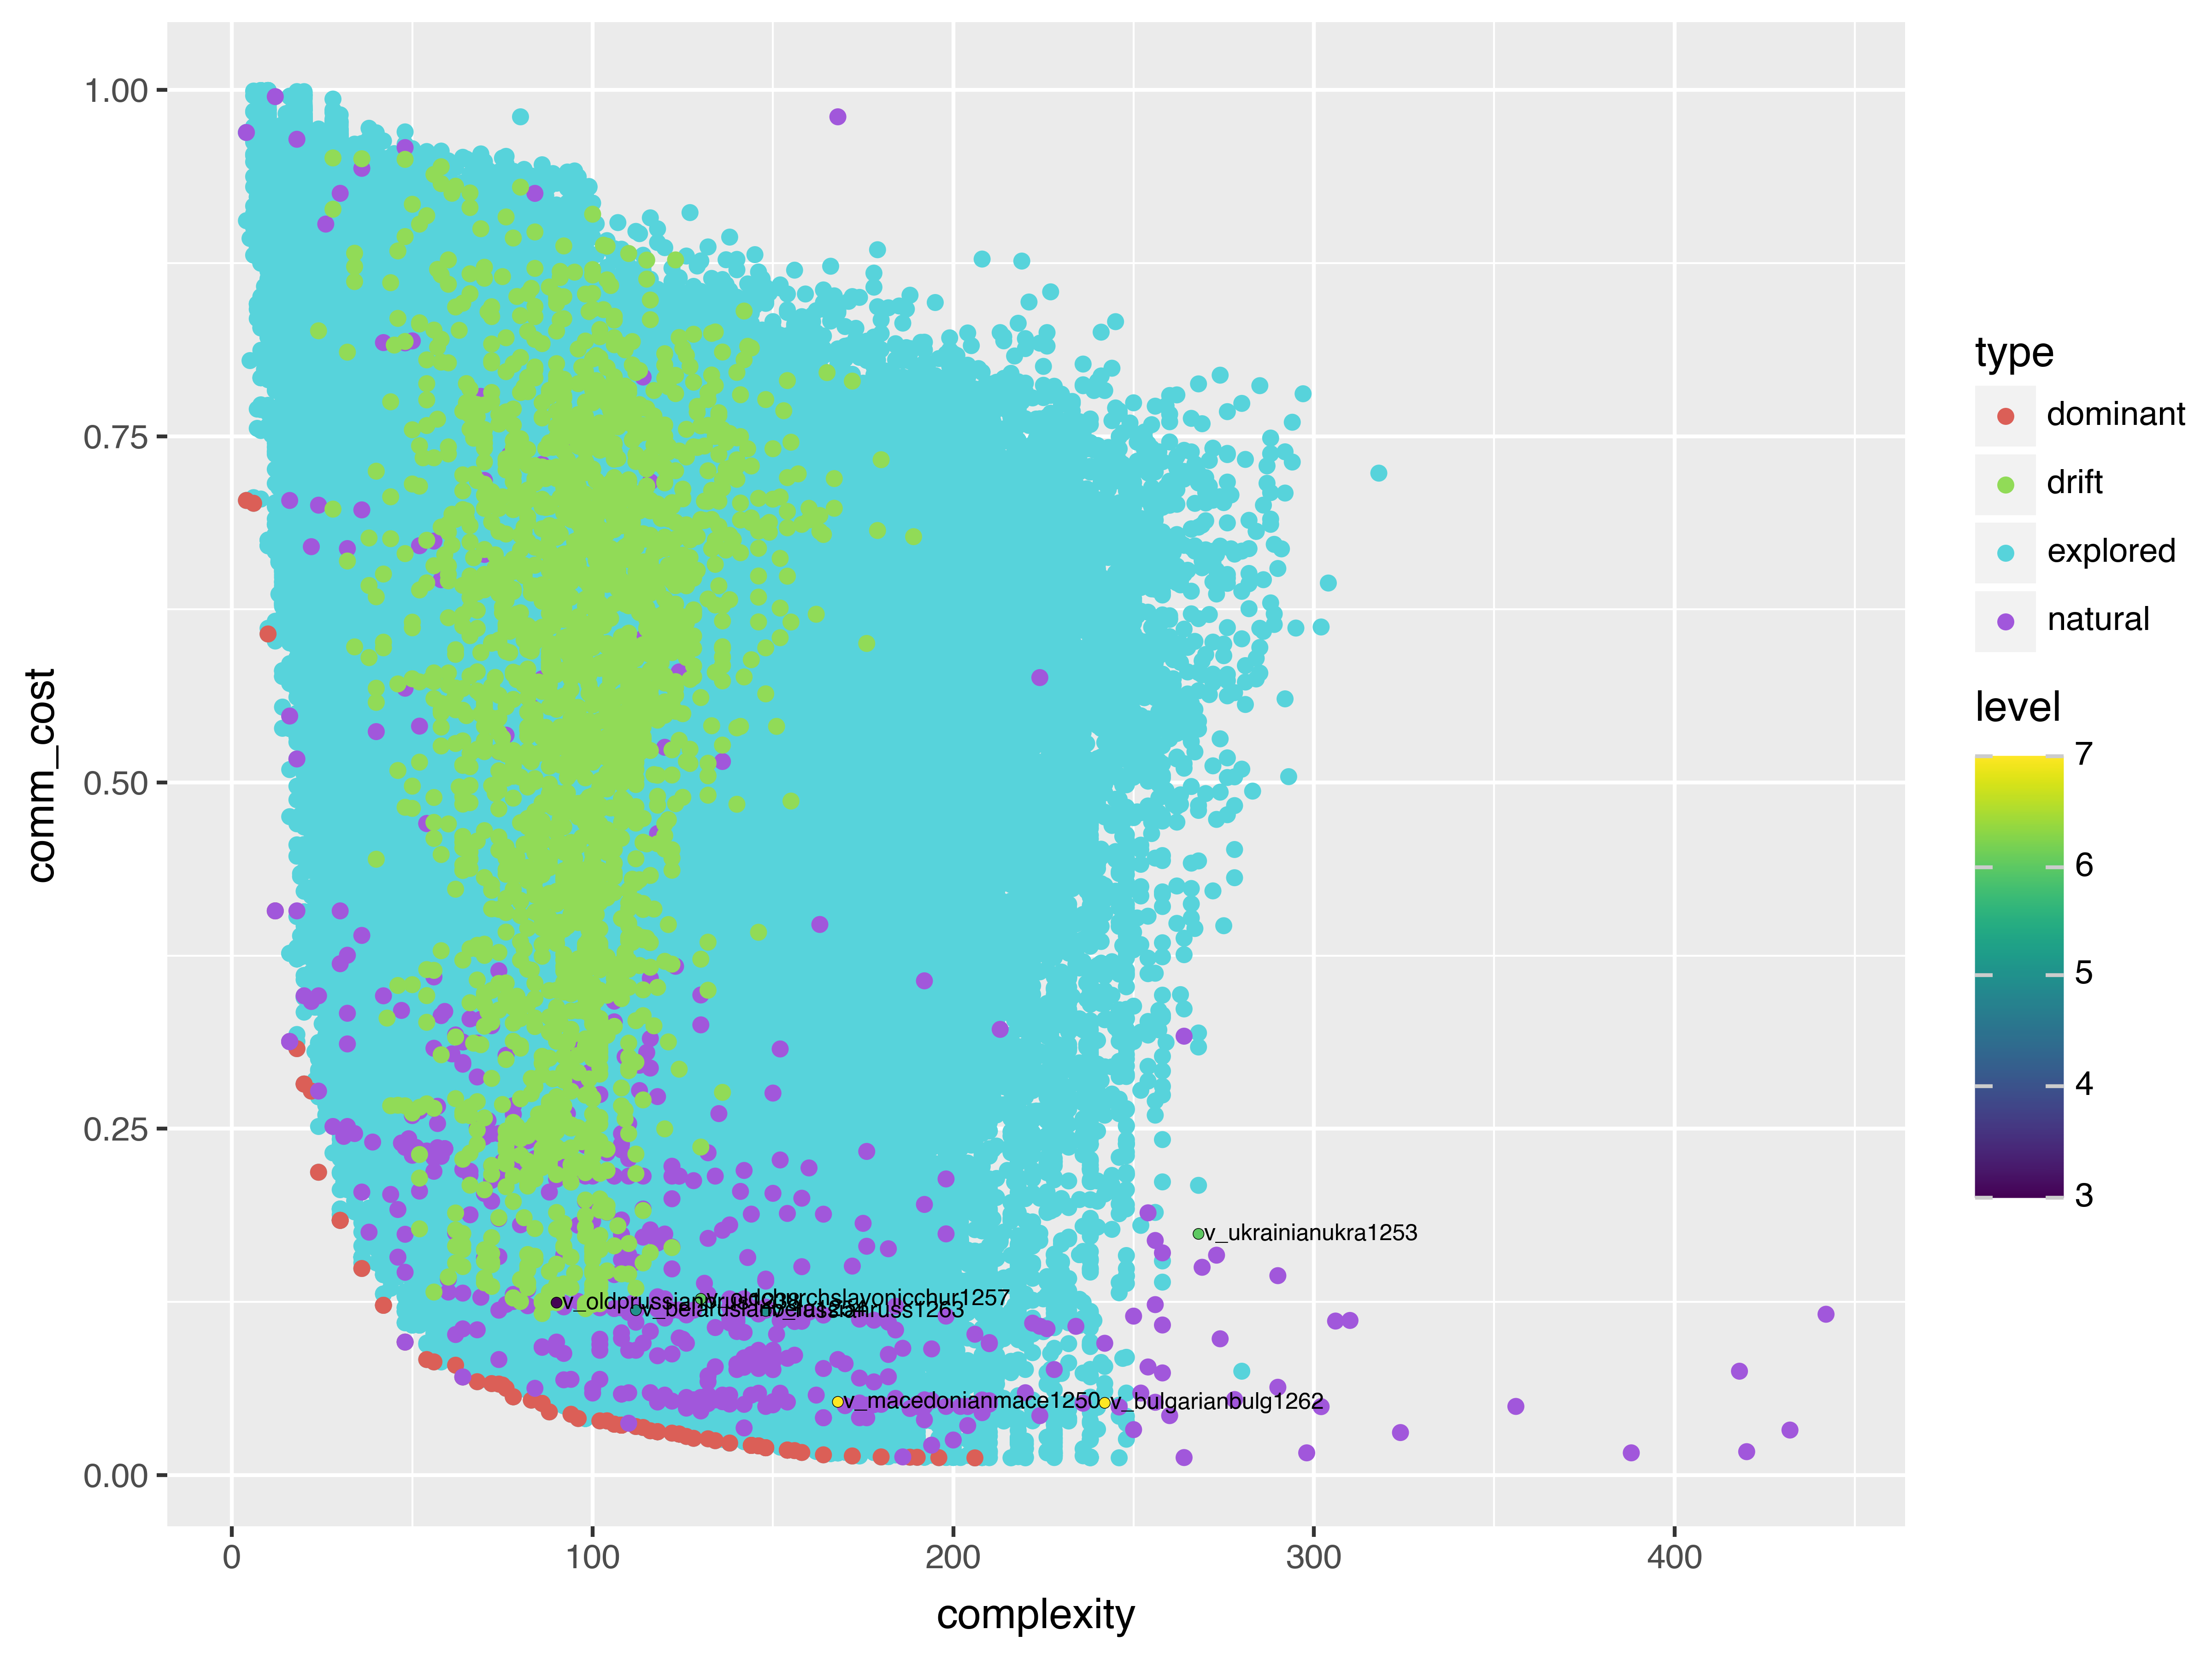 comm_cost
1.00
0.75
0.50
0.25
0.00
v_ukrainianukra1253
v_macedonianmace1250
v_bulgarianbulg1262
0
100
200
300
400
complexity
type
dominant
drift
explored
natural
level
7
6
5
4
3